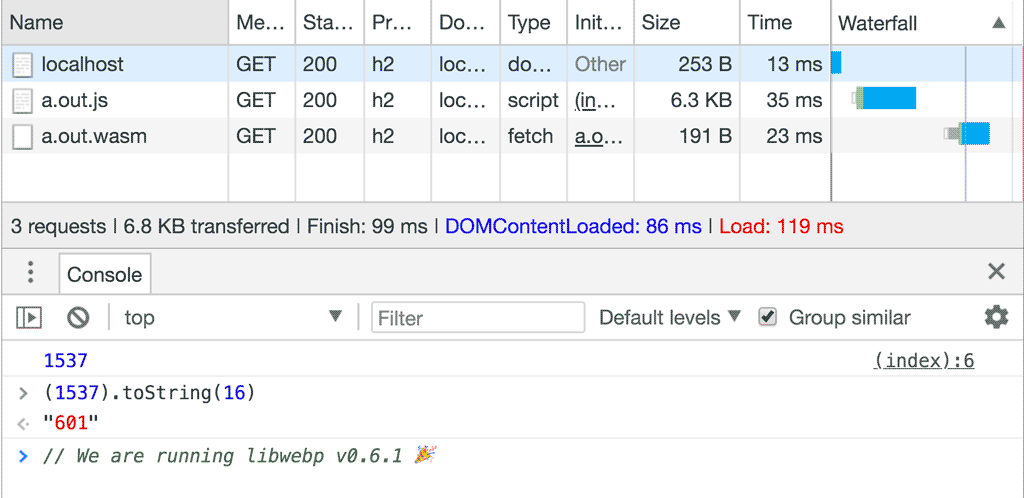 Name Me... Sta... Pr... Do... Type Init... Size Time Waterfall ▲
localhost GET 200 h2 loc... do... Other 253 B 13 ms
a.out.js GET 200 h2 loc... script (in... 6.3 KB 35 ms
a.out.wasm GET 200 h2 loc... fetch a.o... 191 B 23 ms
3 requests | 6.8 KB transferred | Finish: 99 ms | DOMContentLoaded: 86 ms | Load: 119 ms
Console
top ▼ Filter Default levels ▼ Group similar
1537 (index):6
> (1537).toString(16)
"601"
> // We are running libwebp v0.6.1 🎉